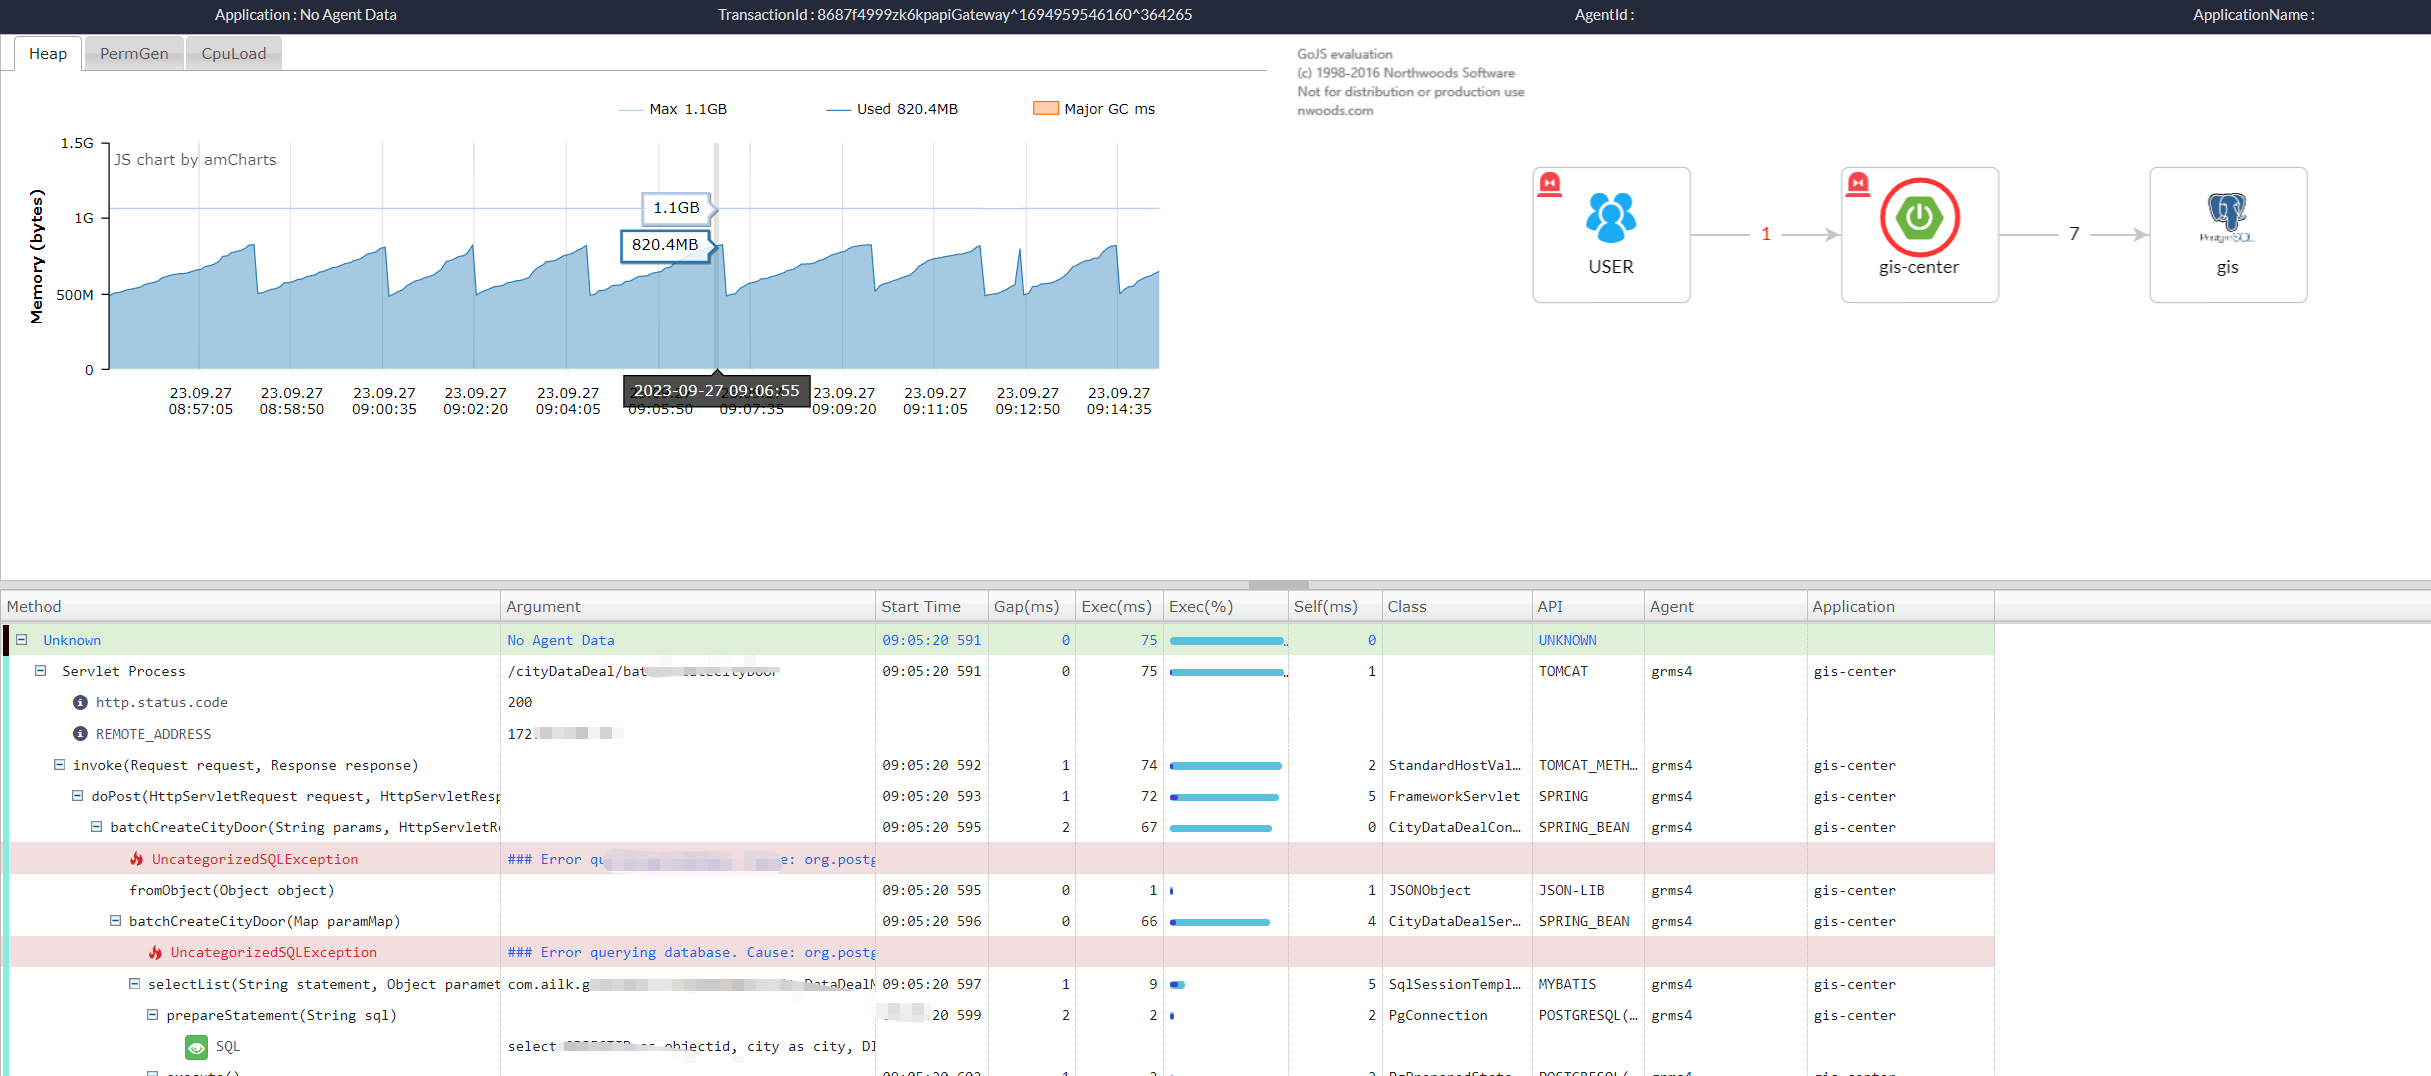 Application : No Agent Data
TransactionId : 8687f4999zk6kpapiGateway^1694959546160^364265
AgentId :
ApplicationName :
Heap PermGen CpuLoad
Max 1.1GB Used 820.4MB Major GC ms
JS chart by amCharts
Memory (bytes)
1.5G
1G
500M
0
1.1GB
820.4MB
2023-09-27 09:06:55
23.09.27 08:57:05
23.09.27 08:58:50
23.09.27 09:00:35
23.09.27 09:02:20
23.09.27 09:04:05
09:05:50
09:07:35
23.09.27 09:09:20
23.09.27 09:11:05
23.09.27 09:12:50
23.09.27 09:14:35
GoJS evaluation
(c) 1998-2016 Northwoods Software
Not for distribution or production use
nwoods.com
USER
1
gis-center
7
PostgreSQL
gis
Method Argument Start Time Gap(ms) Exec(ms) Exec(%) Self(ms) Class API Agent Application
Unknown No Agent Data 09:05:20 591 0 75 0 UNKNOWN
Servlet Process /cityDataDeal/bat 09:05:20 591 0 75 1 TOMCAT grms4 gis-center
http.status.code 200
REMOTE_ADDRESS 172.
invoke(Request request, Response response) 09:05:20 592 1 74 2 StandardHostVal... TOMCAT_METH... grms4 gis-center
doPost(HttpServletRequest request, HttpServletResp 09:05:20 593 1 72 5 FrameworkServlet SPRING grms4 gis-center
batchCreateCityDoor(String params, HttpServletRe 09:05:20 595 2 67 0 CityDataDealCon... SPRING_BEAN grms4 gis-center
UncategorizedSQLException ### Error qu e: org.postg
fromObject(Object object) 09:05:20 595 0 1 1 JSONObject JSON-LIB grms4 gis-center
batchCreateCityDoor(Map paramMap) 09:05:20 596 0 66 4 CityDataDealSer... SPRING_BEAN grms4 gis-center
UncategorizedSQLException ### Error querying database. Cause: org.postg
selectList(String statement, Object paramet com.ailk.g DataDealM 09:05:20 597 1 9 5 SqlSessionTempl... MYBATIS grms4 gis-center
prepareStatement(String sql) 20 599 2 2 2 PgConnection POSTGRESQL(... grms4 gis-center
SQL select as objectid, city as city, DI